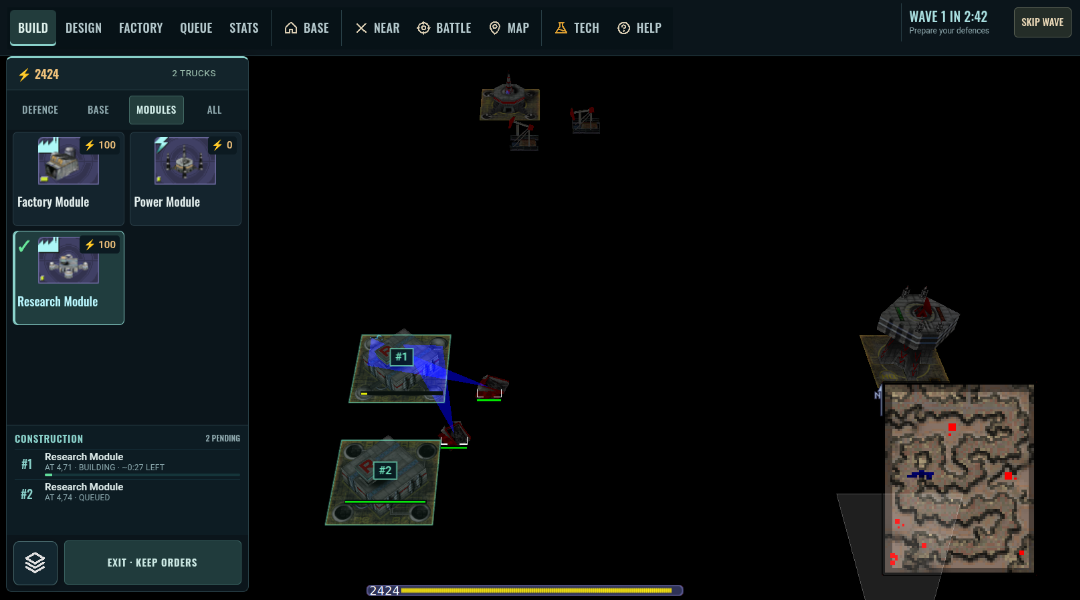 BUILD DESIGN FACTORY QUEUE STATS BASE NEAR BATTLE MAP TECH HELP
WAVE 1 IN 2:42
Prepare your defences
SKIP WAVE
2424 2 TRUCKS
DEFENCE BASE MODULES ALL
100 0
Factory Module Power Module
100
Research Module
#1
#2
N
CONSTRUCTION 2 PENDING
#1 Research Module
AT 4,71 · BUILDING · ~0:27 LEFT
#2 Research Module
AT 4,74 · QUEUED
EXIT · KEEP ORDERS
2424